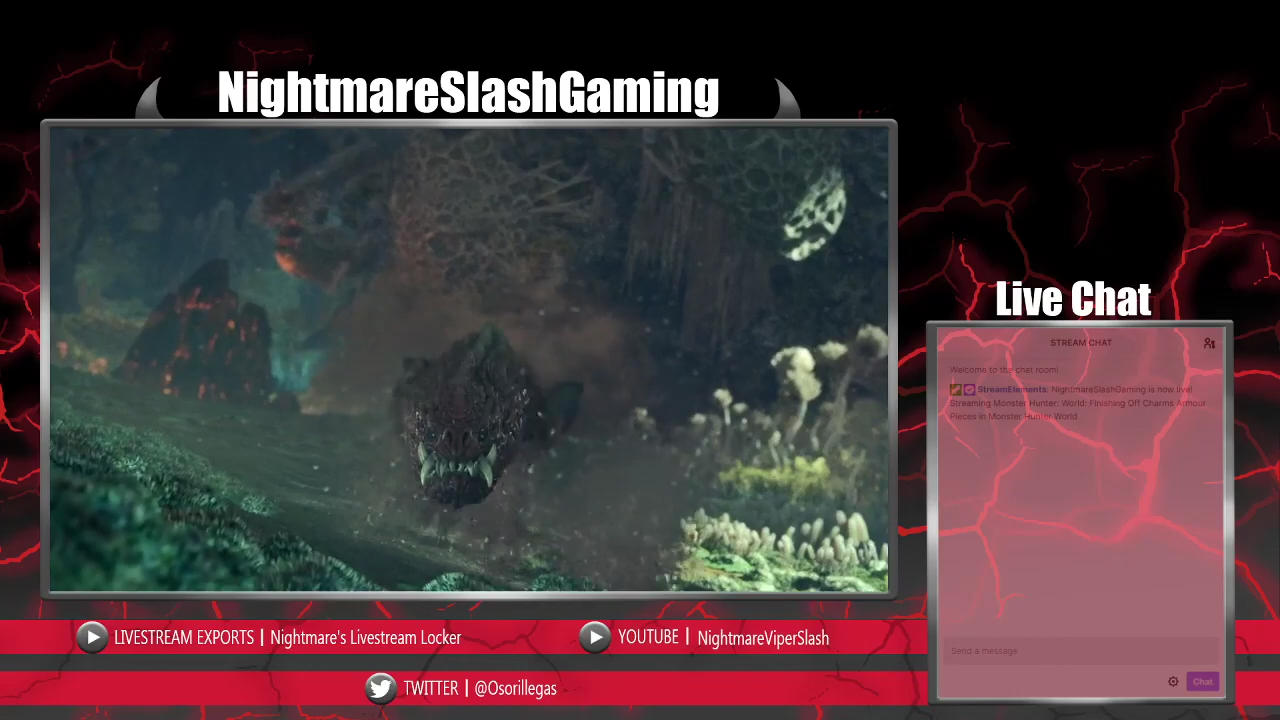 NightmareSlashGaming
Live Chat
STREAM CHAT
Welcome to the chat room!
StreamElements: NightmareSlashGaming is now live!
Streaming Monster Hunter: World: Finishing Off Charms Armour
Pieces in Monster Hunter World
Send a message
Chat
LIVESTREAM EXPORTS | Nightmare's Livestream Locker
YOUTUBE | NightmareViperSlash
TWITTER | @Osorillegas